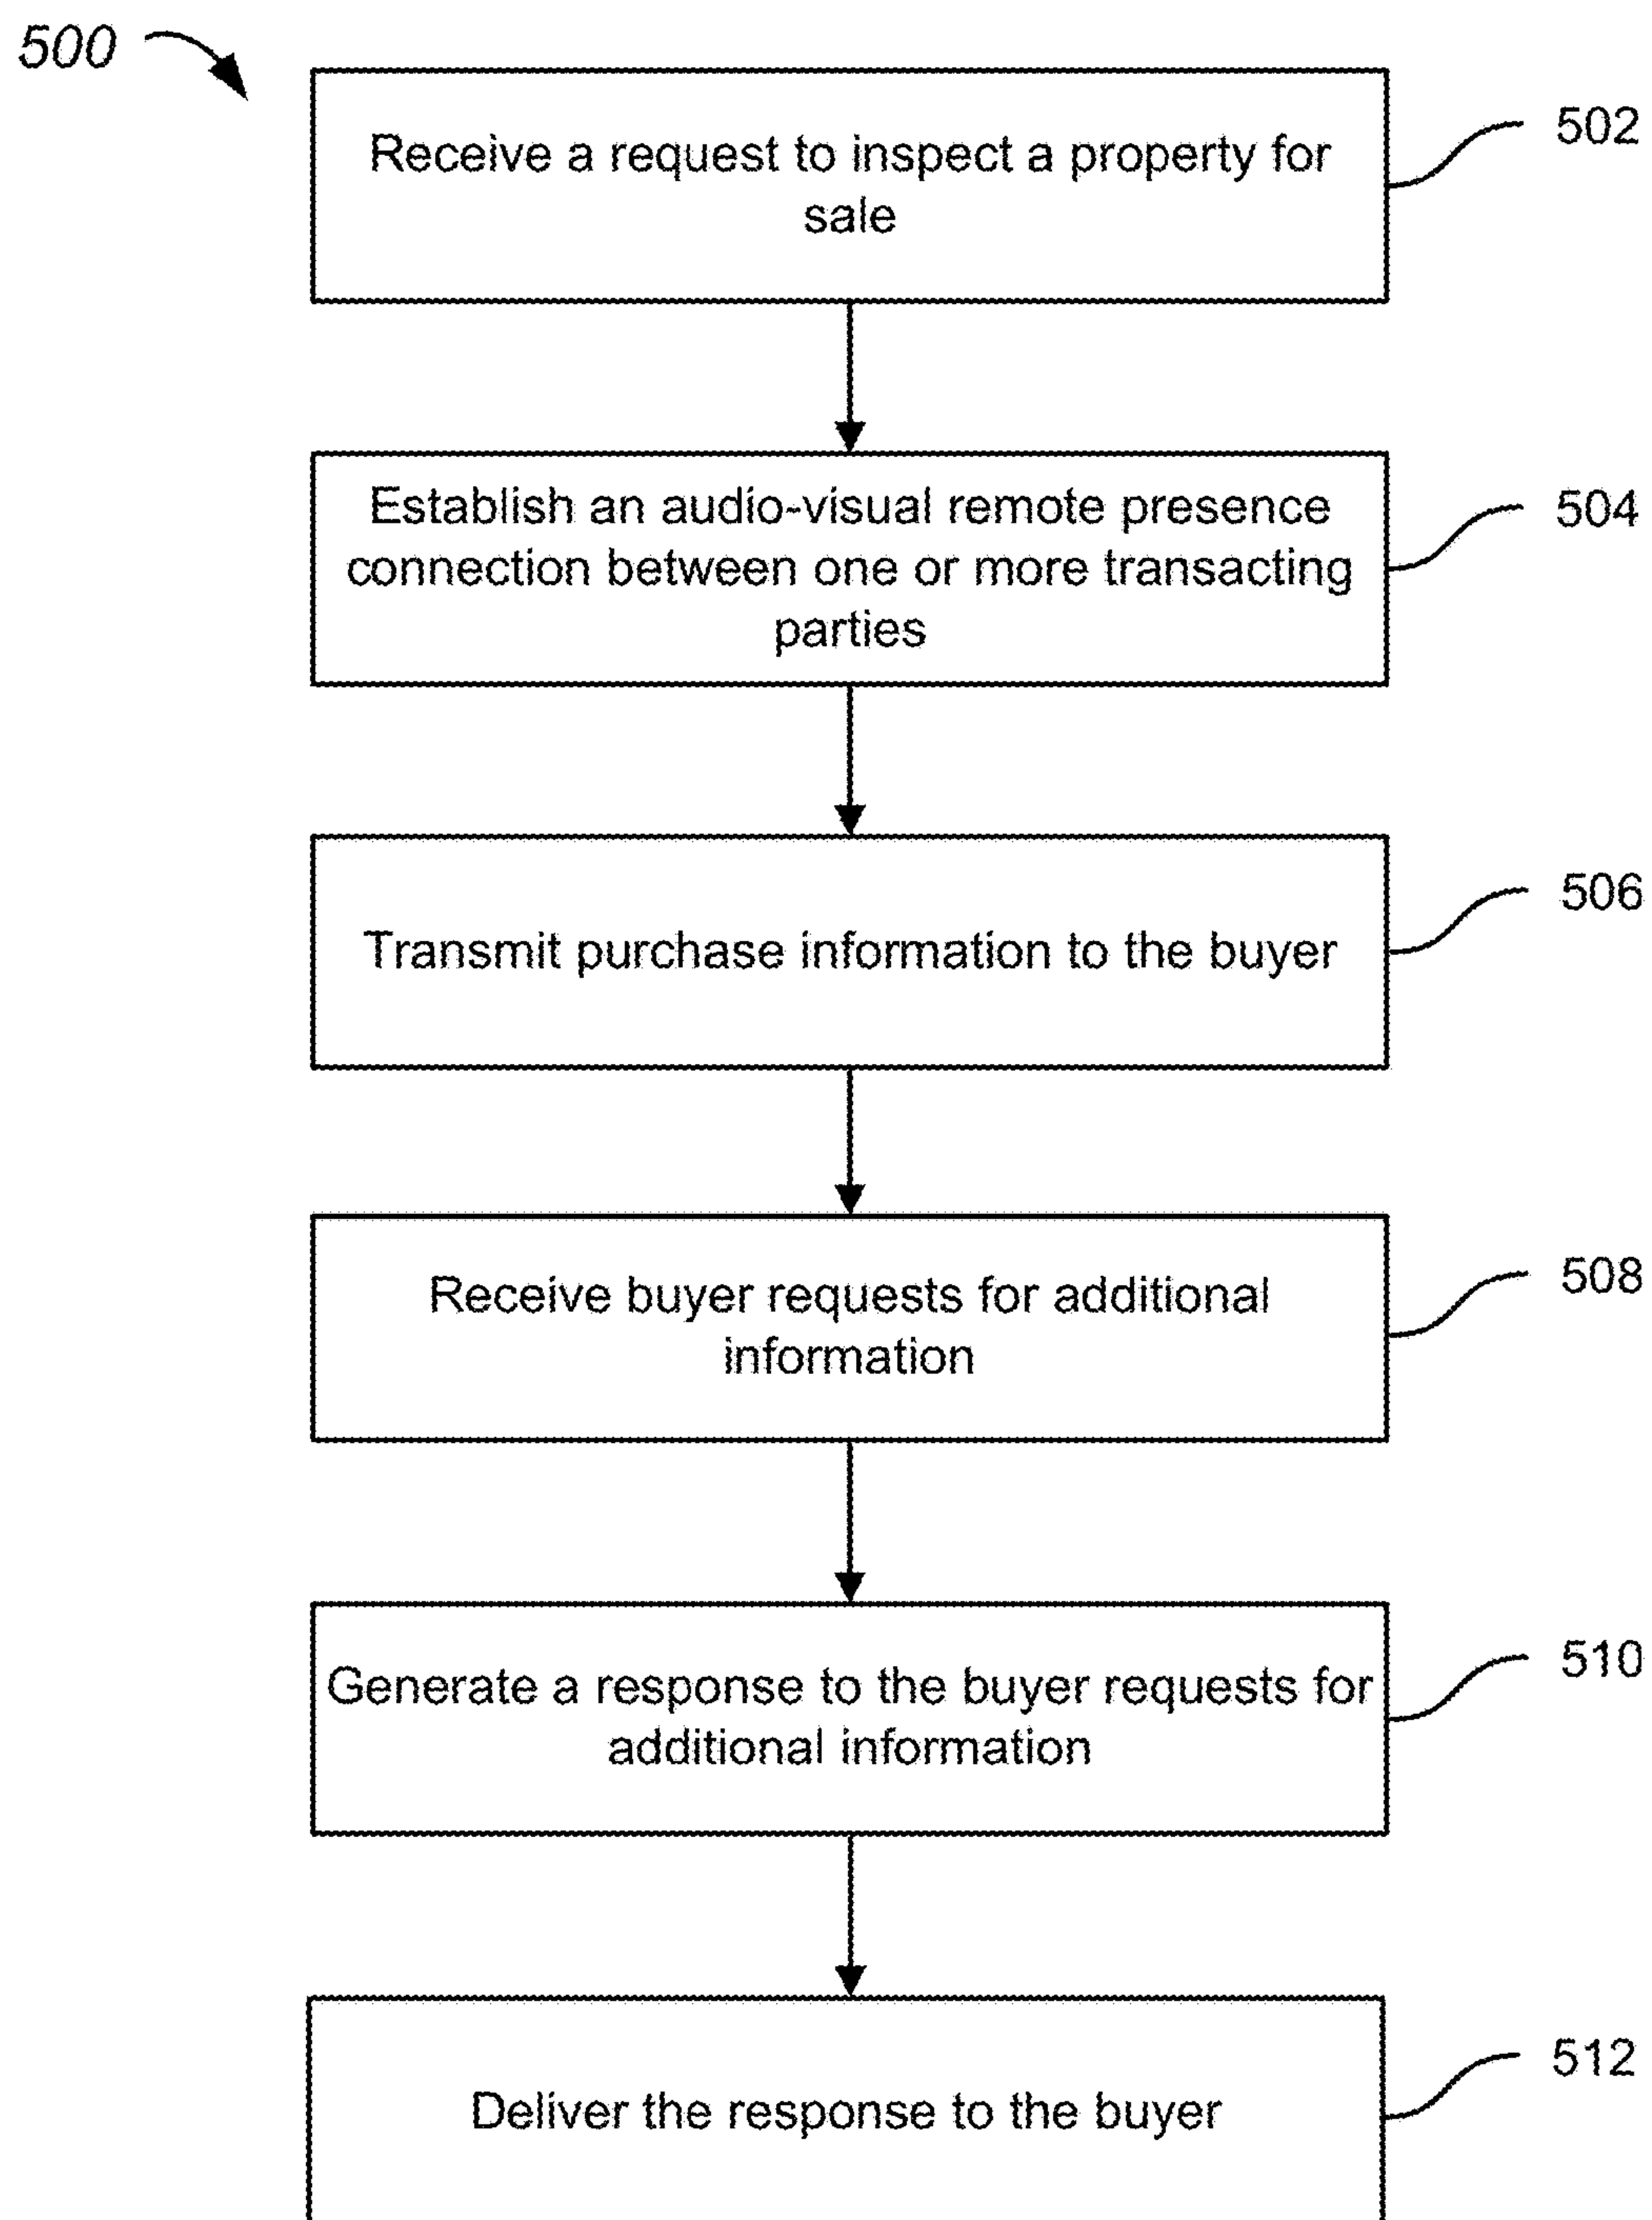 500
Receive a request to inspect a property for
sale
502
Establish an audio-visual remote presence
connection between one or more transacting
parties
504
Transmit purchase information to the buyer
506
Receive buyer requests for additional
information
508
Generate a response to the buyer requests for
additional information
510
Deliver the response to the buyer
512